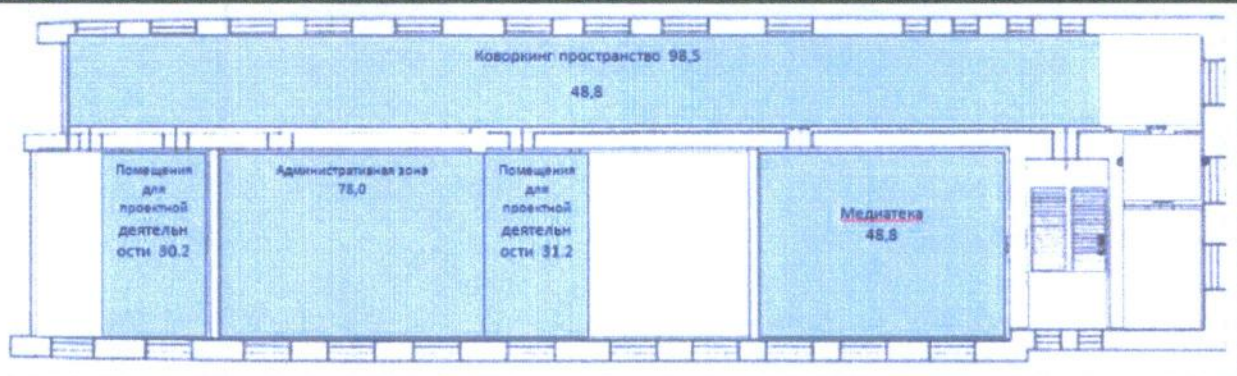 Коворкинг пространство 98,5
48,8
Помещения
для
проектной
деятельн
ости 30.2
Административная зона
78,0
Помещения
для
проектной
деятельн
ости 31.2
Медиатека
48,8